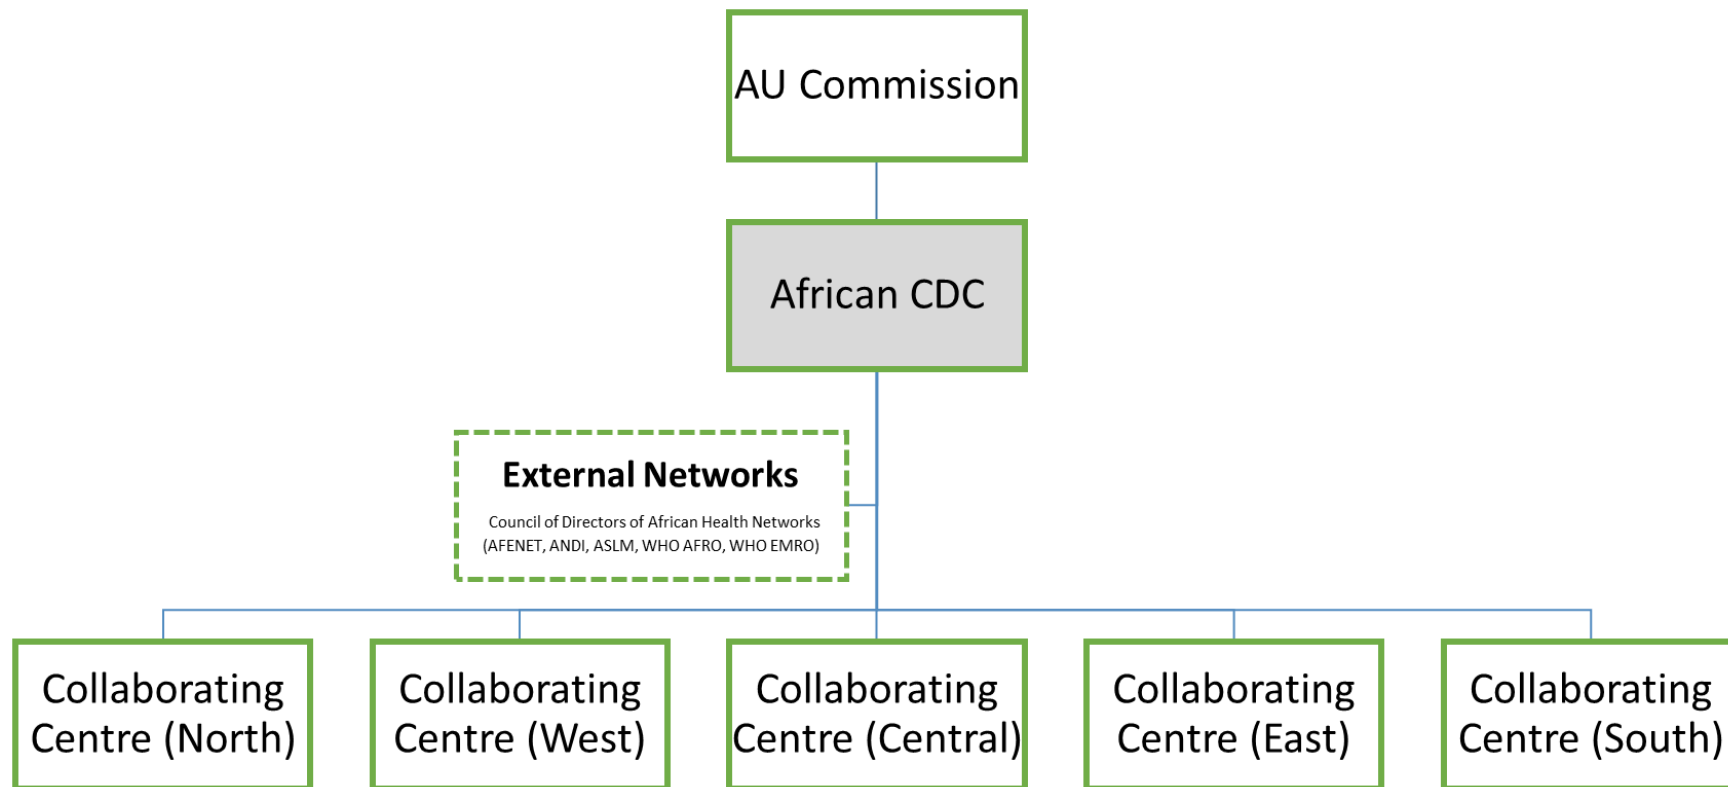 AU Commission
African CDC
External Networks
Council of Directors of African Health Networks
(AFENET, ANDI, ASLM, WHO AFRO, WHO EMRO)
Collaborating
Centre (North)
Collaborating
Centre (West)
Collaborating
Centre (Central)
Collaborating
Centre (East)
Collaborating
Centre (South)